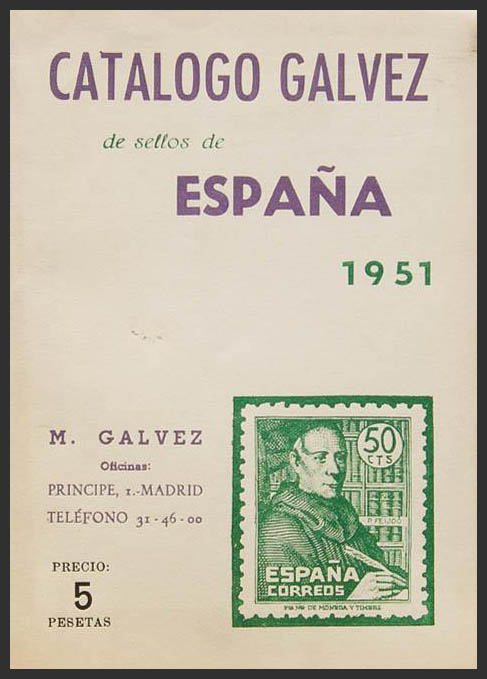 CATALOGO GALVEZ
de sellos de
ESPAÑA
1951
M. GALVEZ
Oficinas:
PRINCIPE, 1.-MADRID
TELÉFONO 31-46-00
PRECIO:
5
PESETAS
50
CTS
P. FEIJOO
ESPAÑA
CORREOS